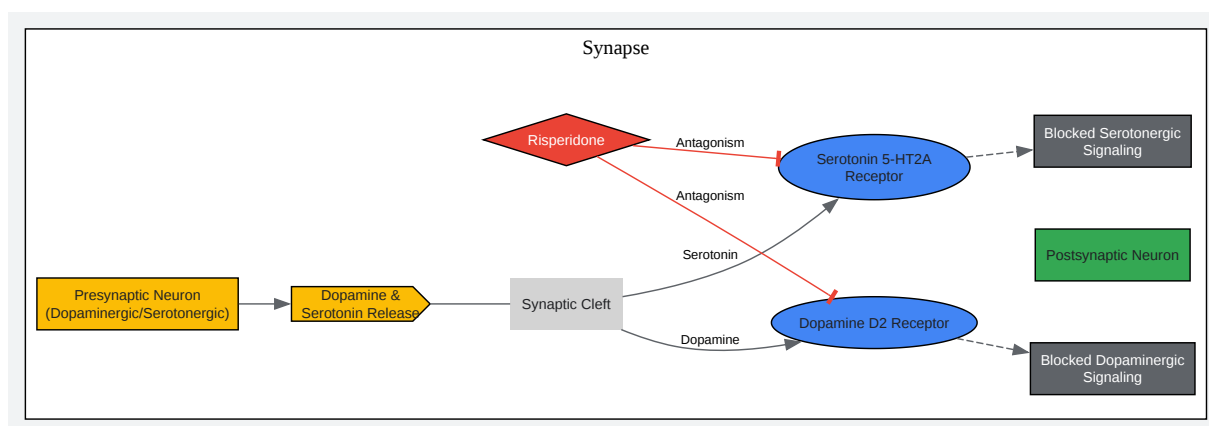 Synapse
Risperidone
Antagonism
Serotonin 5-HT2A
Receptor
Blocked Serotonergic
Signaling
Antagonism
Serotonin
Postsynaptic Neuron
Presynaptic Neuron
(Dopaminergic/Serotonergic)
Dopamine &
Serotonin Release
Synaptic Cleft
Dopamine
Dopamine D2 Receptor
Blocked Dopaminergic
Signaling